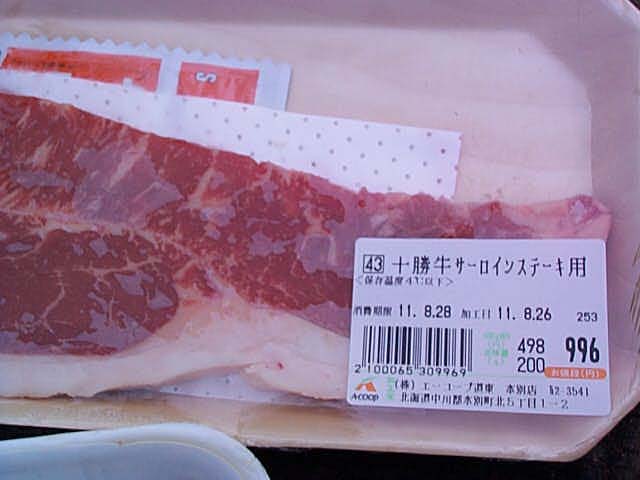 S
43 十勝牛サーロインステーキ用
<保存温度4℃以下>
消費期限 11.8.28 加工日 11.8.26 253
498 996
200 お値段(円)
2100065309969
A·COOP (株)エーコープ道東 本別店 ℡2-3541
北海道中川郡本別町北5丁目1-2